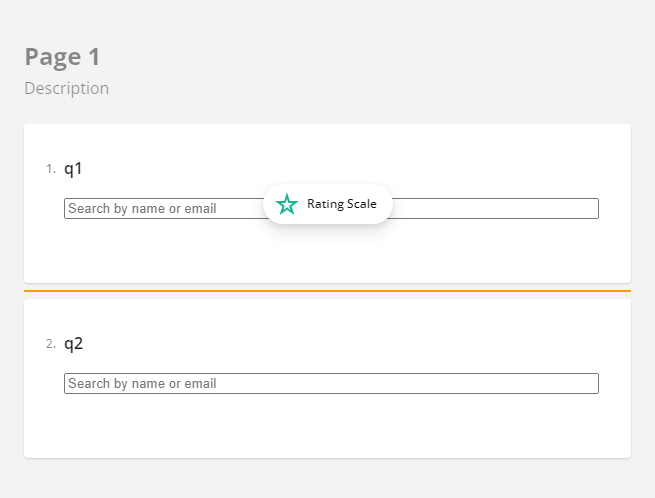 Page 1
Description
1. q1
Search by name or email
Rating Scale
2. q2
Search by name or email